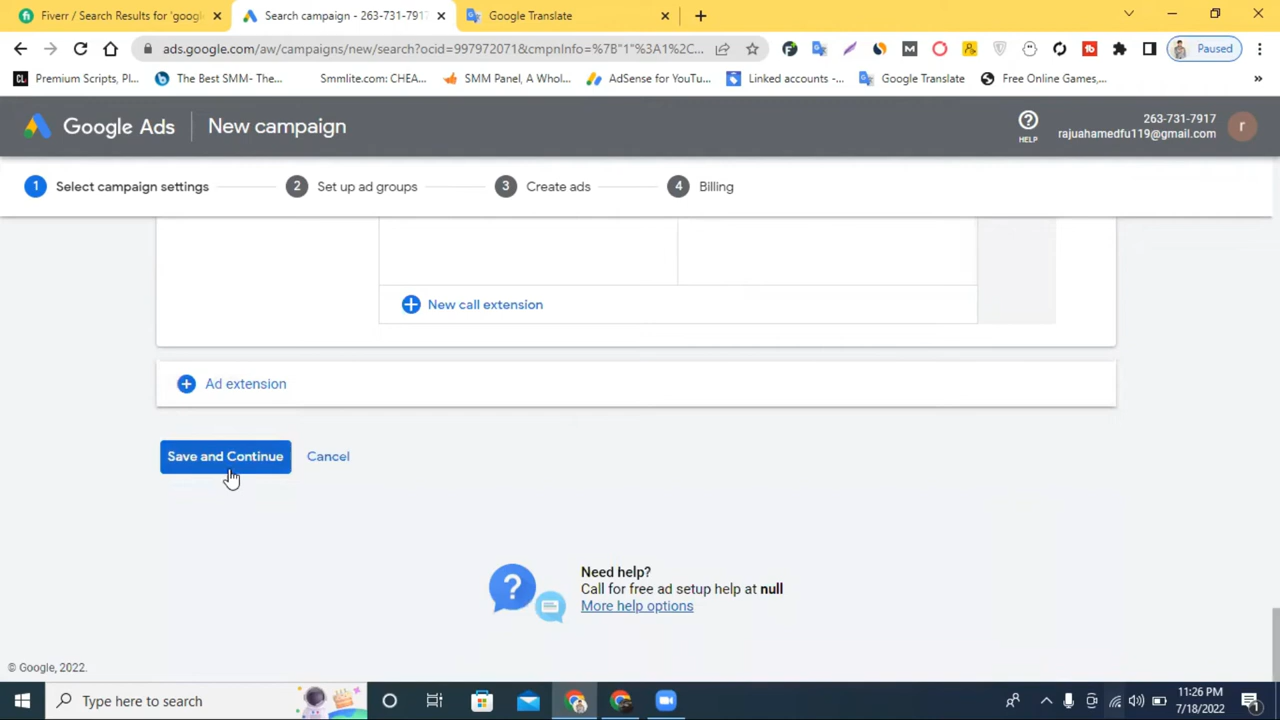 Fiverr / Search Results for 'googl
Search campaign - 263-731-7917
Google Translate
ads.google.com/aw/campaigns/new/search?ocid=997972071&cmpnInfo=%7B"1"%3A1%2C...
Paused
Premium Scripts, Pl...
The Best SMM- The...
Smmlite.com: CHEA...
SMM Panel, A Whol...
AdSense for YouTu...
Linked accounts -...
Google Translate
Free Online Games,...
Google Ads
New campaign
HELP
263-731-7917
rajuahamedfu119@gmail.com
r
1 Select campaign settings
2 Set up ad groups
3 Create ads
4 Billing
New call extension
Ad extension
Save and Continue
Cancel
Need help?
Call for free ad setup help at null
More help options
© Google, 2022.
Type here to search
11:26 PM
7/18/2022